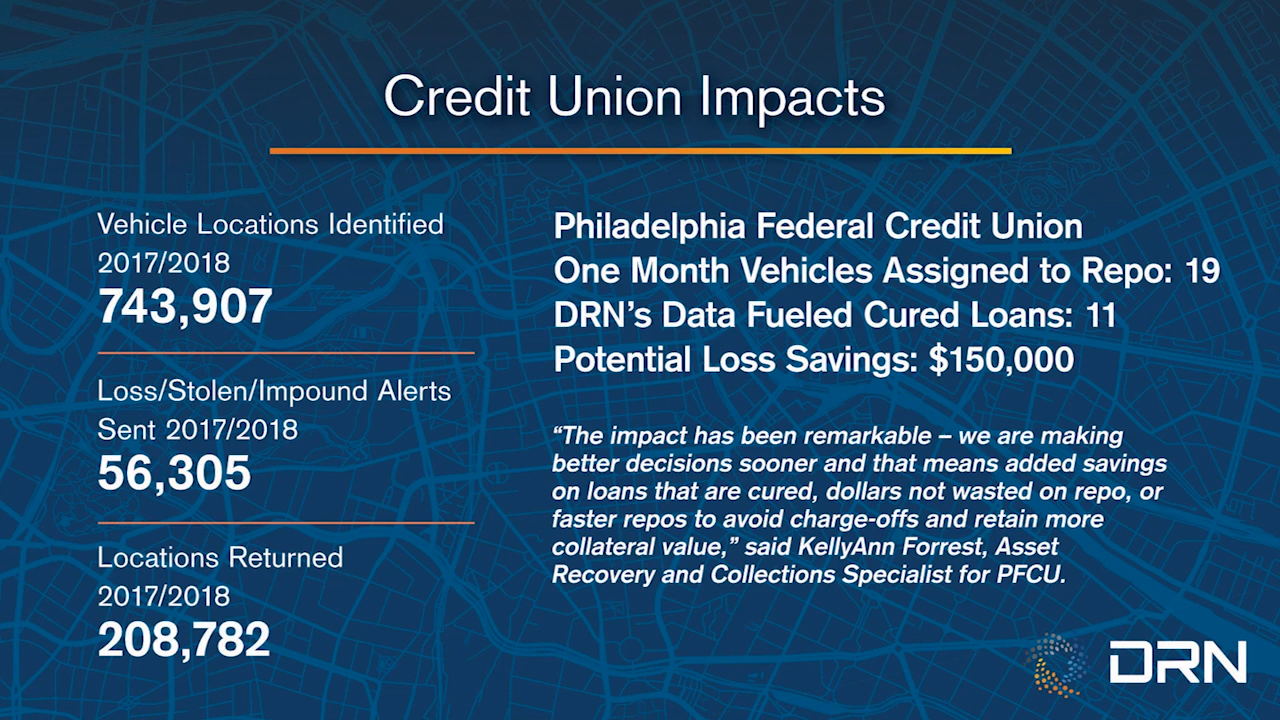 Credit Union Impacts
Vehicle Locations Identified
2017/2018
743,907
Loss/Stolen/Impound Alerts
Sent 2017/2018
56,305
Locations Returned
2017/2018
208,782
Philadelphia Federal Credit Union
One Month Vehicles Assigned to Repo: 19
DRN’s Data Fueled Cured Loans: 11
Potential Loss Savings: $150,000
“The impact has been remarkable – we are making
better decisions sooner and that means added savings
on loans that are cured, dollars not wasted on repo, or
faster repos to avoid charge-offs and retain more
collateral value,” said KellyAnn Forrest, Asset
Recovery and Collections Specialist for PFCU.
DRN